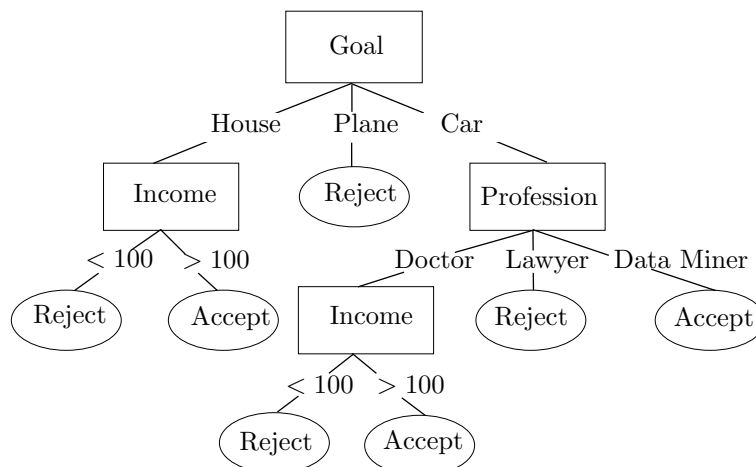 Goal
House Plane Car
Income Reject Profession
< 100 > 100 Doctor Lawyer Data Miner
Reject Accept Income Reject Accept
< 100 > 100
Reject Accept